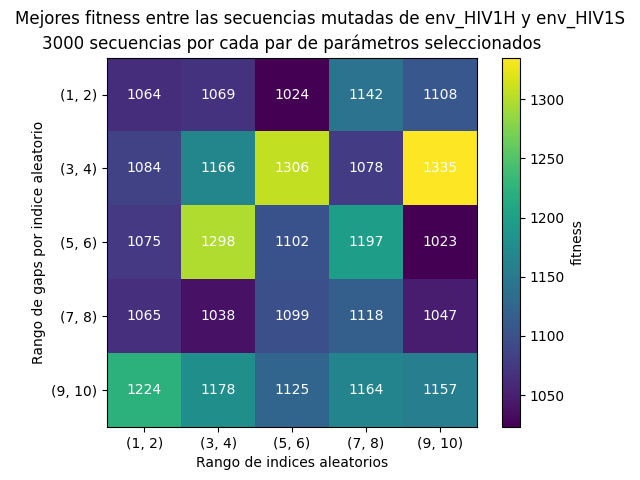 Mejores fitness entre las secuencias mutadas de env_HIV1H y env_HIV1S
3000 secuencias por cada par de parámetros seleccionados
Rango de gaps por indice aleatorio
(1, 2) 1064 1069 1024 1142 1108
(3, 4) 1084 1166 1306 1078 1335
(5, 6) 1075 1298 1102 1197 1023
(7, 8) 1065 1038 1099 1118 1047
(9, 10) 1224 1178 1125 1164 1157
(1, 2) (3, 4) (5, 6) (7, 8) (9, 10)
Rango de indices aleatorios
1300
1250
1200
1150
1100
1050
fitness